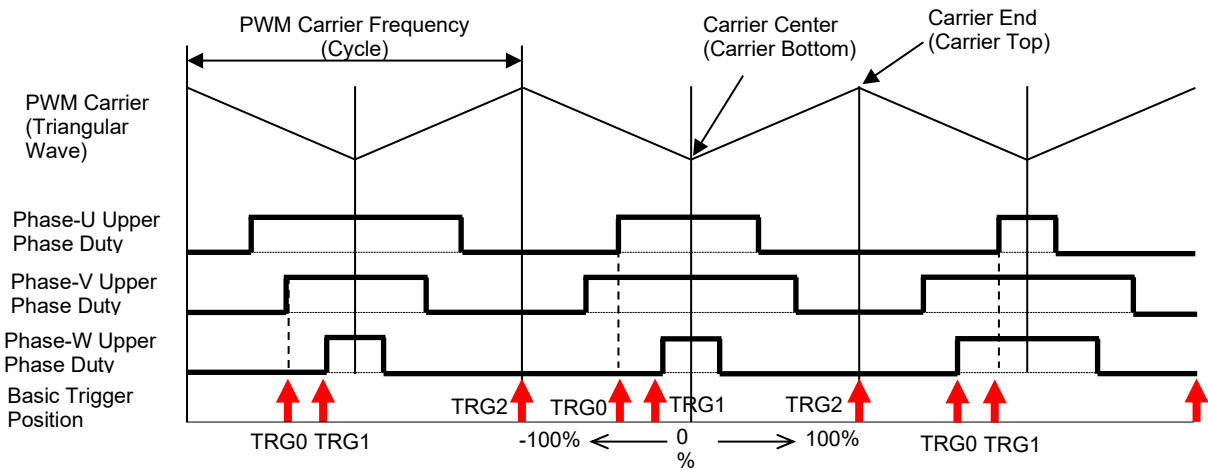 PWM Carrier Frequency
(Cycle)
Carrier Center
(Carrier Bottom)
Carrier End
(Carrier Top)
PWM Carrier
(Triangular
Wave)
Phase-U Upper
Phase Duty
Phase-V Upper
Phase Duty
Phase-W Upper
Phase Duty
Basic Trigger
Position
TRG2
TRG0
TRG1
TRG2
TRG0
TRG1
-100%
0
%
100%
TRG0
TRG1